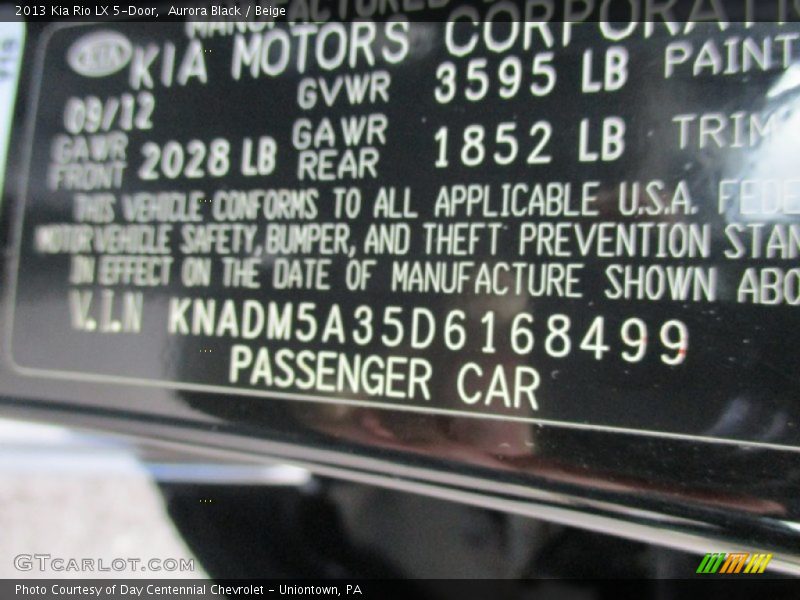 2013 Kia Rio LX 5-Door, Aurora Black / Beige
MANUFACTURED
KIA KIA MOTORS CORPORATI
09/12 GVWR 3595 LB PAINT
GAWR FRONT 2028 LB GAWR REAR 1852 LB TRIM
THIS VEHICLE CONFORMS TO ALL APPLICABLE U.S.A. FEDE
MOTOR VEHICLE SAFETY, BUMPER, AND THEFT PREVENTION STAN
IN EFFECT ON THE DATE OF MANUFACTURE SHOWN ABO
V.I.N KNADM5A35D6168499
PASSENGER CAR
GTCARLOT.COM
Photo Courtesy of Day Centennial Chevrolet - Uniontown, PA